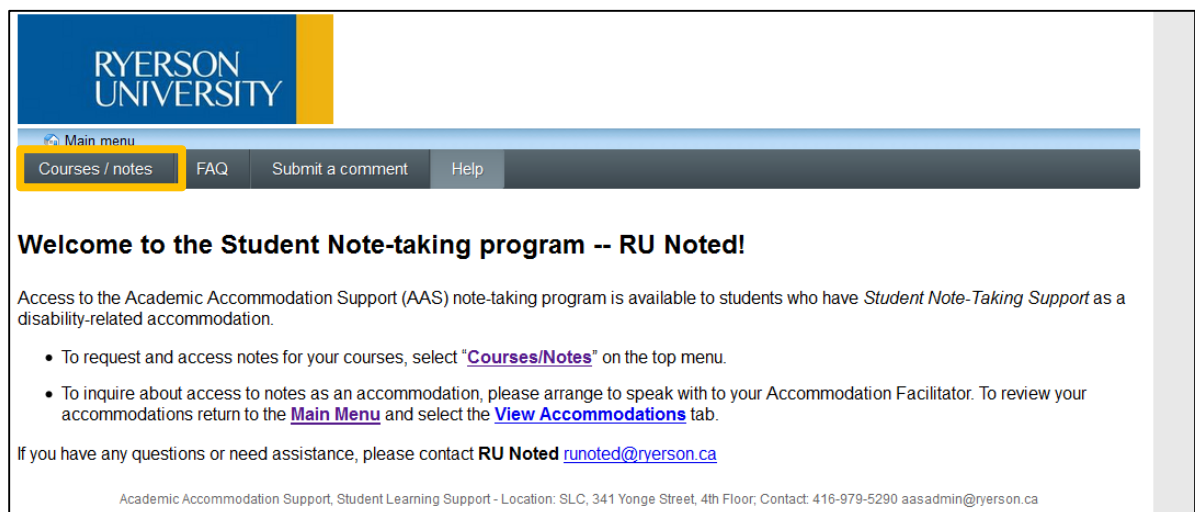 RYERSON
UNIVERSITY
Main menu
Courses / notes FAQ Submit a comment Help
Welcome to the Student Note-taking program -- RU Noted!
Access to the Academic Accommodation Support (AAS) note-taking program is available to students who have Student Note-Taking Support as a
disability-related accommodation.
• To request and access notes for your courses, select “Courses/Notes” on the top menu.
• To inquire about access to notes as an accommodation, please arrange to speak with to your Accommodation Facilitator. To review your
accommodations return to the Main Menu and select the View Accommodations tab.
If you have any questions or need assistance, please contact RU Noted runoted@ryerson.ca
Academic Accommodation Support, Student Learning Support - Location: SLC, 341 Yonge Street, 4th Floor; Contact: 416-979-5290 aasadmin@ryerson.ca